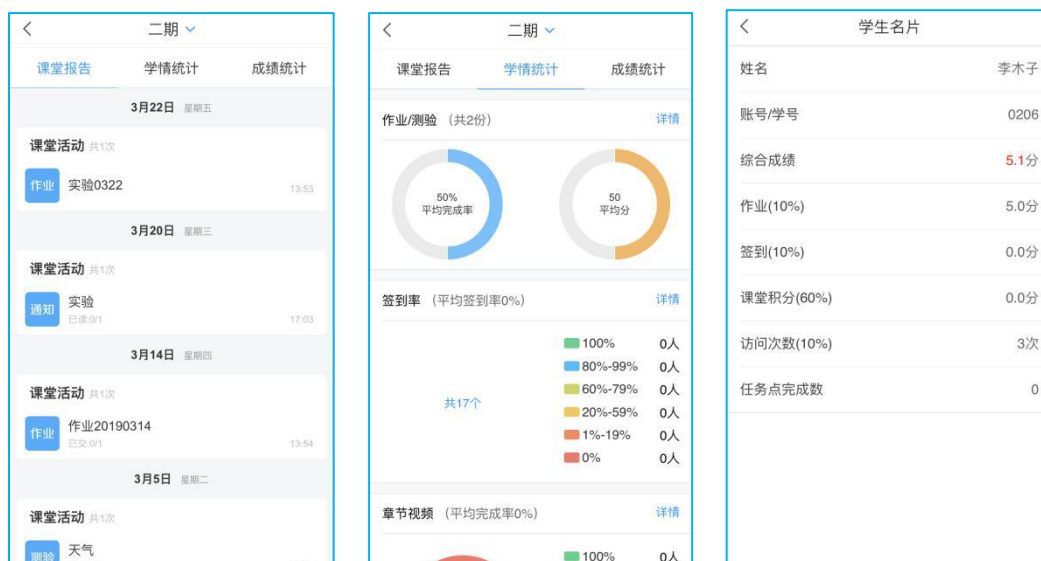 二期
课堂报告 学情统计 成绩统计
3月22日 星期五
课堂活动 共1次
作业 实验0322
13:53
3月20日 星期三
课堂活动 共1次
通知 实验
已读:0/1 17:03
3月14日 星期四
课堂活动 共1次
作业 作业20190314
已交:0/1 13:54
3月5日 星期二
课堂活动 共1次
测验 天气
二期
课堂报告 学情统计 成绩统计
作业/测验 (共2份) 详情
50%
平均完成率
50
平均分
签到率 (平均签到率0%) 详情
共17个
100% 0人
80%-99% 0人
60%-79% 0人
20%-59% 0人
1%-19% 0人
0% 0人
章节视频 (平均完成率0%) 详情
100% 0人
学生名片
姓名 李木子
账号/学号 0206
综合成绩 5.1分
作业(10%) 5.0分
签到(10%) 0.0分
课堂积分(60%) 0.0分
访问次数(10%) 3次
任务点完成数 0